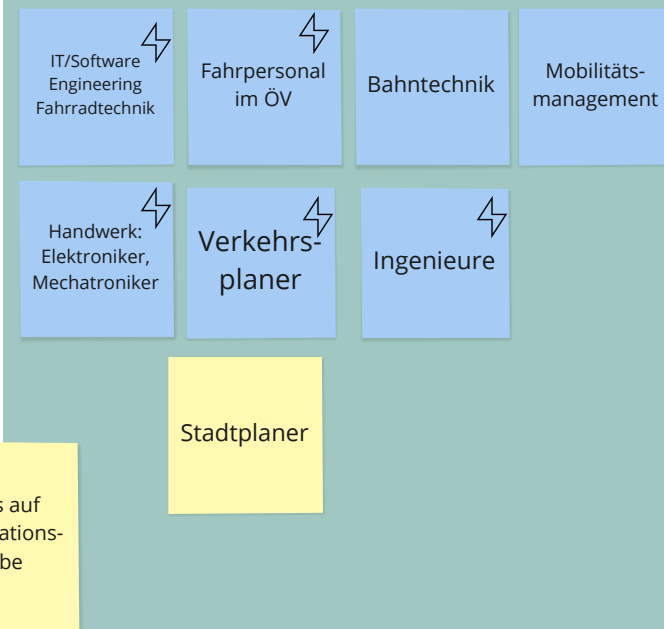 IT/Software
Engineering
Fahrradtechnik
Fahrpersonal
im ÖV
Bahntechnik
Mobilitäts-
management
Handwerk:
Elektroniker,
Mechatroniker
Verkehrs-
planer
Ingenieure
Stadtplaner
s auf
ations-
be